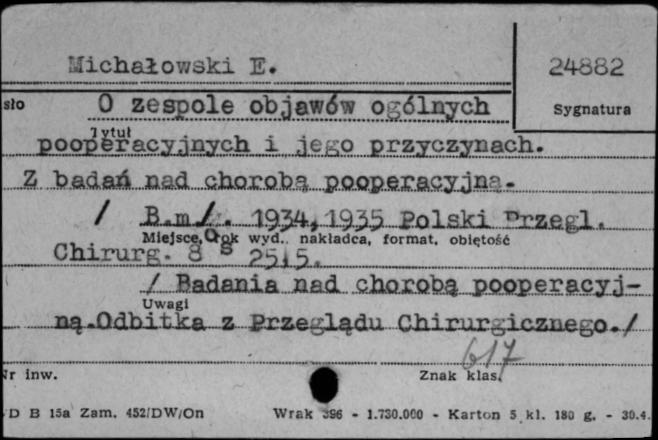 Michałowski E.
24882
sło
O zespole objawów ogólnych
Sygnatura
Tytuł
pooperacyjnych i jego przyczynach.
Z badań nad chorobą pooperacyjną.
/ B.m/. 1934,1935 Polski Przegl.
Miejsce, rok wyd., nakładca, format, objętość
Chirurg. 8° 25,5.
/ Badania nad chorobą pooperacyj-
Uwagi
ną.Odbitka z Przeglądu Chirurgicznego./
617
Nr inw.
Znak klas.
D B 15a Zam. 452/DW/On
Wrak 396 - 1.730.000 - Karton 5 kl. 180 g. - 30.4.